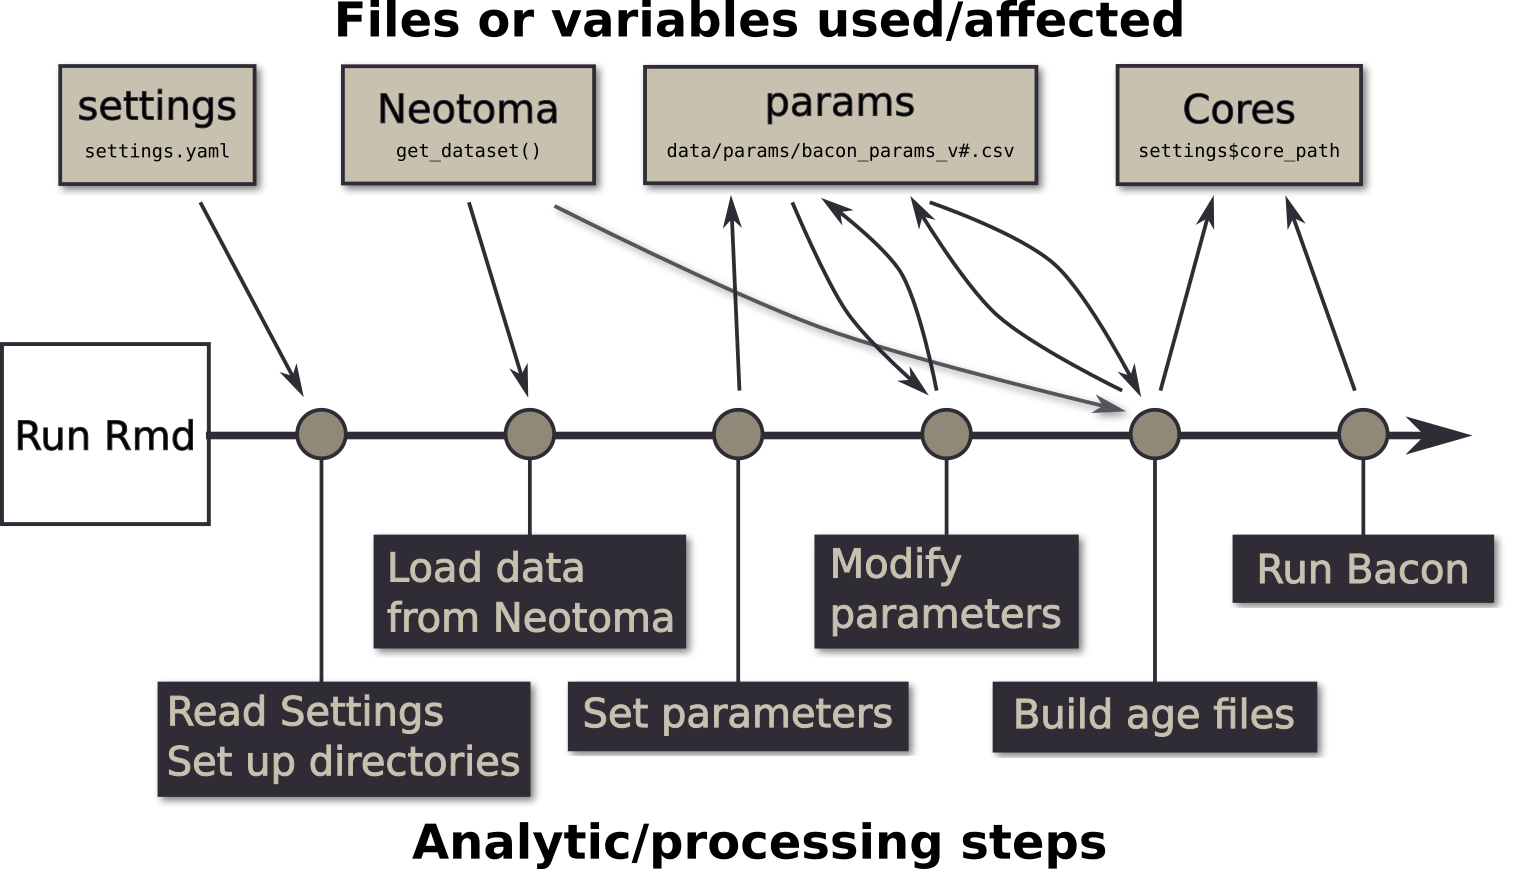 Files or variables used/affected
settings
settings.yaml
Neotoma
get_dataset()
params
data/params/bacon_params_v#.csv
Cores
settings$core_path
Run Rmd
Load data
from Neotoma
Modify
parameters
Run Bacon
Read Settings
Set up directories
Set parameters
Build age files
Analytic/processing steps